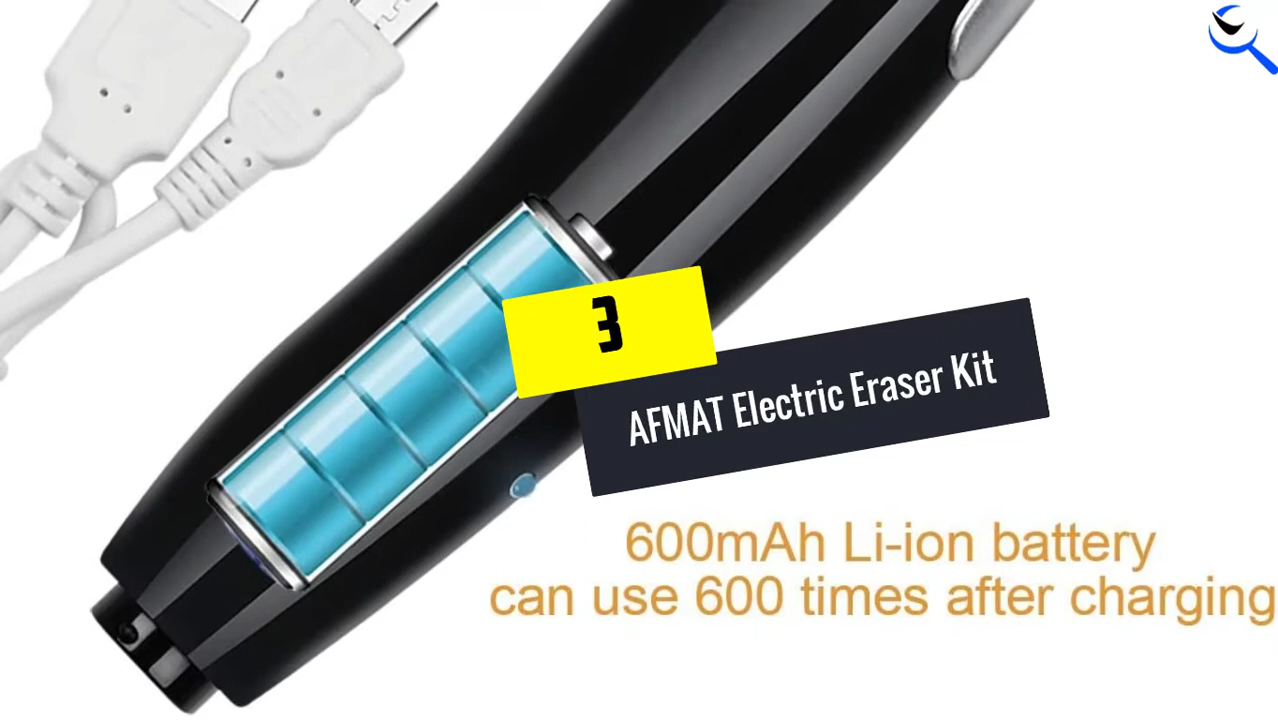 3
AFMAT Electric Eraser Kit
600mAh Li-ion battery
can use 600 times after charging